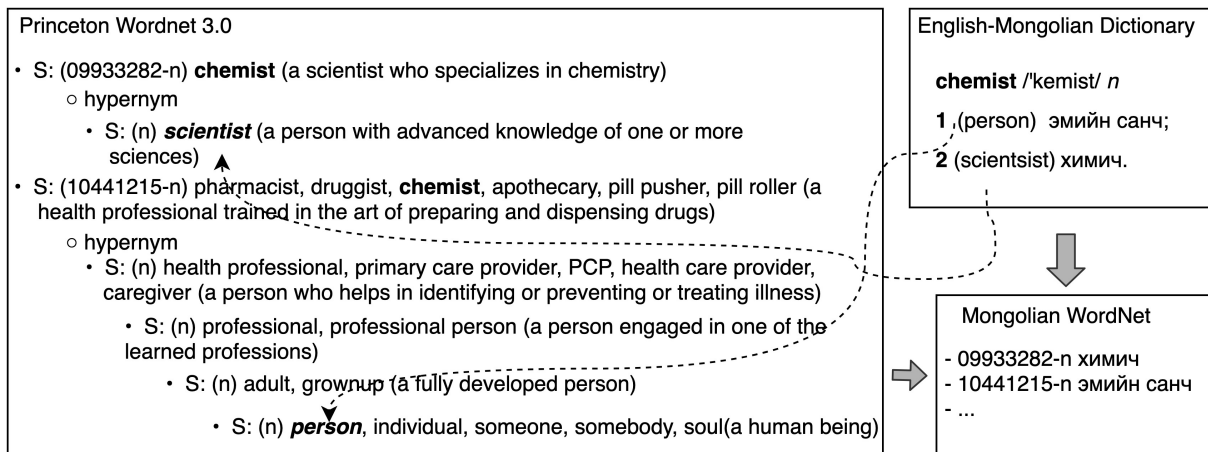 Princeton Wordnet 3.0
• S: (09933282-n) chemist (a scientist who specializes in chemistry)
○ hypernym
• S: (n) scientist (a person with advanced knowledge of one or more
sciences)
• S: (10441215-n) pharmacist, druggist, chemist, apothecary, pill pusher, pill roller (a
health professional trained in the art of preparing and dispensing drugs)
○ hypernym
• S: (n) health professional, primary care provider, PCP, health care provider,
caregiver (a person who helps in identifying or preventing or treating illness)
• S: (n) professional, professional person (a person engaged in one of the
learned professions)
• S: (n) adult, grownup (a fully developed person)
• S: (n) person, individual, someone, somebody, soul(a human being)
English-Mongolian Dictionary
chemist /'kemist/ n
1 (person) эмийн санч;
2 (scientsist) химич.
Mongolian WordNet
- 09933282-n химич
- 10441215-n эмийн санч
- ...